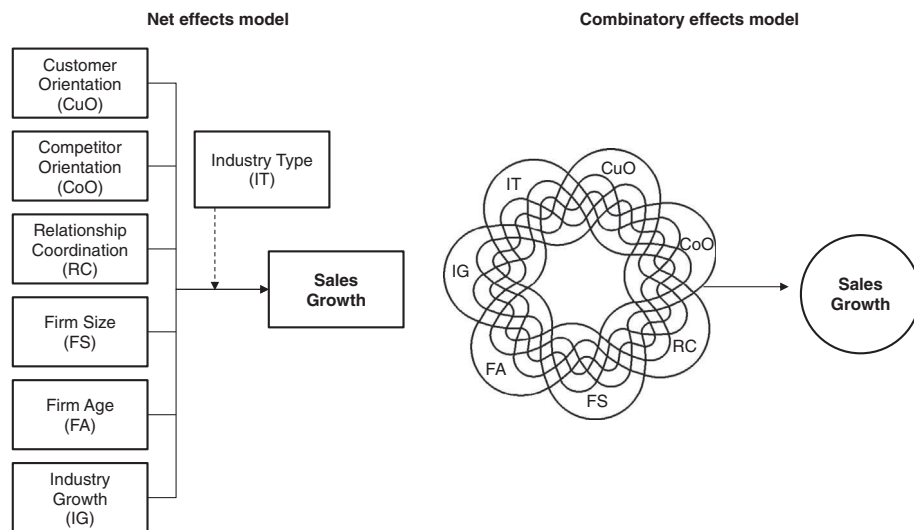 Net effects model
Customer
Orientation
(CuO)
Competitor
Orientation
(CoO)
Relationship
Coordination
(RC)
Firm Size
(FS)
Firm Age
(FA)
Industry
Growth
(IG)
Industry Type
(IT)
Sales
Growth
Combinatory effects model
CuO
IT
CoO
IG
RC
FA
FS
Sales
Growth